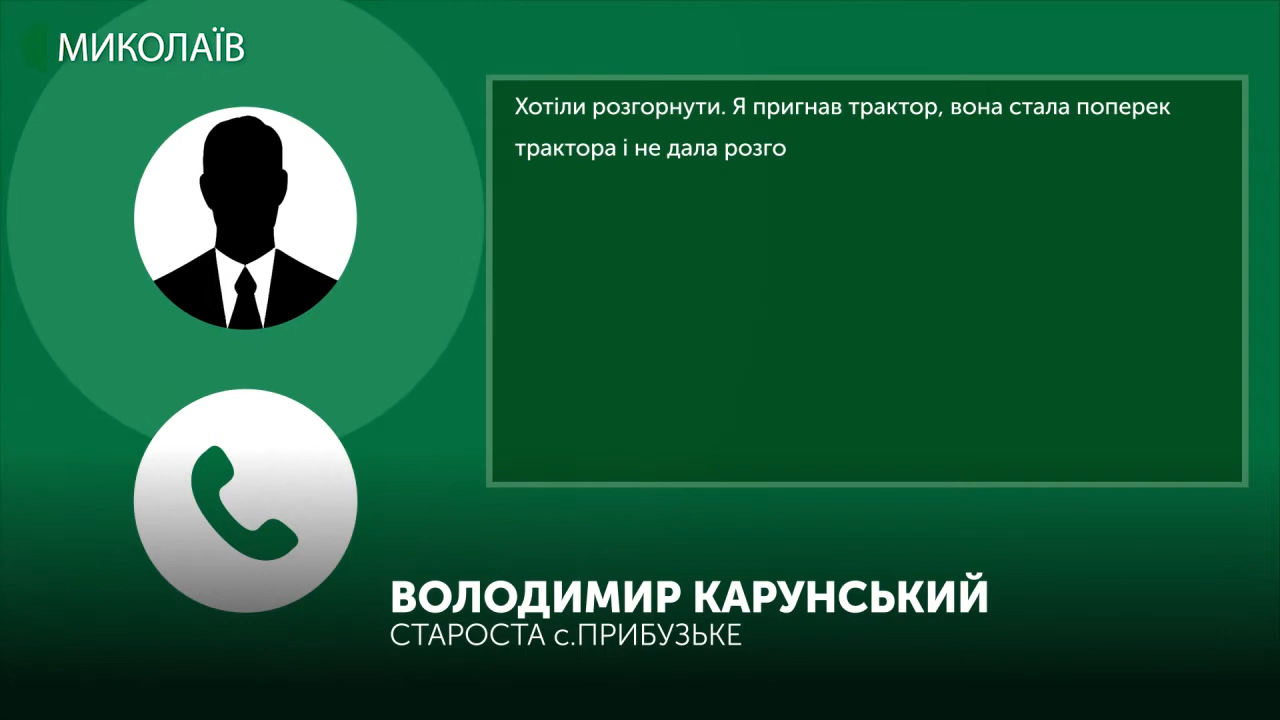 МИКОЛАЇВ
Хотіли розгорнути. Я пригнав трактор, вона стала поперек
трактора і не дала розго
ВОЛОДИМИР КАРУНСЬКИЙ
СТАРОСТА с.ПРИБУЗЬКЕ